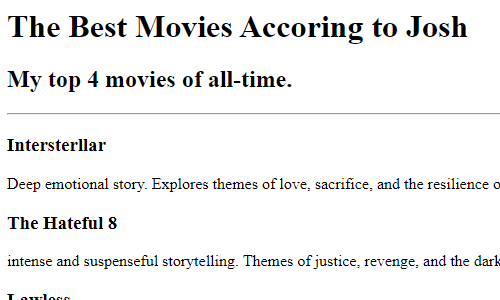 The Best Movies Accoring to Josh
My top 4 movies of all-time.
Intersterllar
Deep emotional story. Explores themes of love, sacrifice, and the resilience o
The Hateful 8
intense and suspenseful storytelling. Themes of justice, revenge, and the dark
Lawless